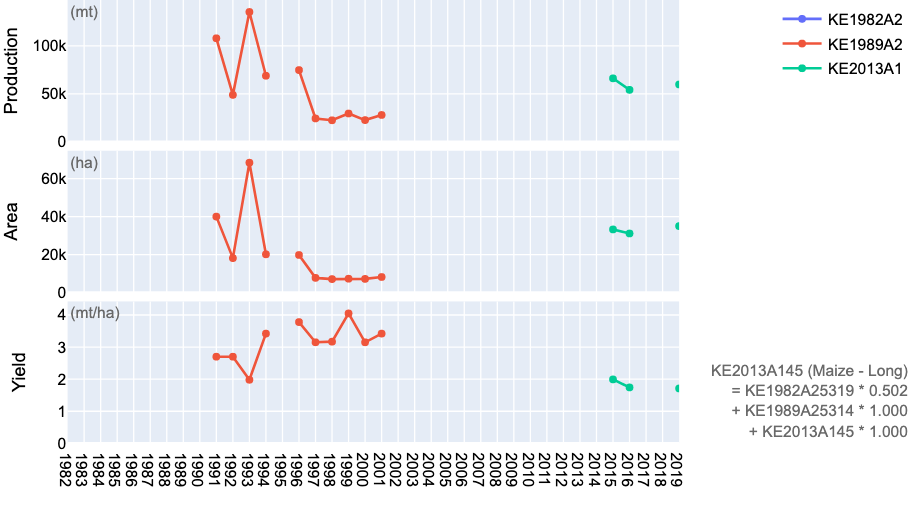 Production
(mt)
100k
50k
0
Area
(ha)
60k
40k
20k
0
Yield
(mt/ha)
4
3
2
1
0
1982
1983
1984
1985
1986
1987
1988
1989
1990
1991
1992
1993
1994
1995
1996
1997
1998
1999
2000
2001
2002
2003
2004
2005
2006
2007
2008
2009
2010
2011
2012
2013
2014
2015
2016
2017
2018
2019
KE1982A2
KE1989A2
KE2013A1
KE2013A145 (Maize - Long)
= KE1982A25319 * 0.502
+ KE1989A25314 * 1.000
+ KE2013A145 * 1.000